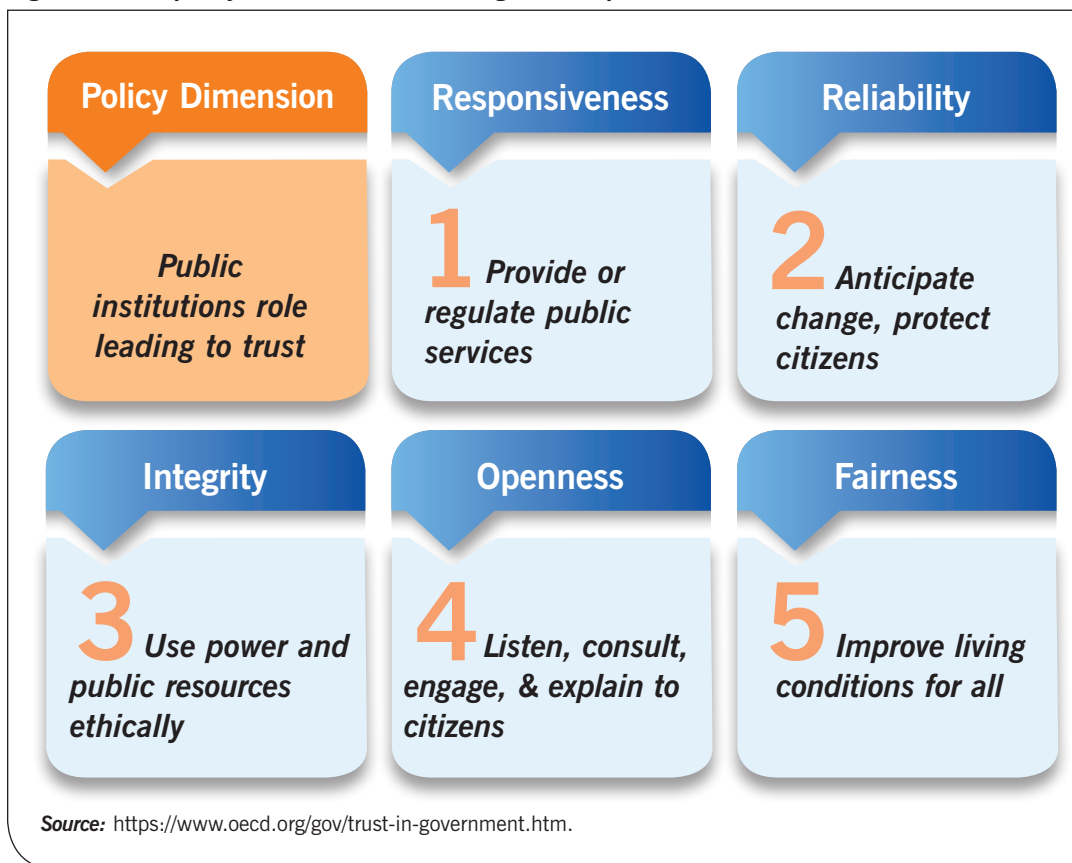 Policy Dimension
Public
institutions role
leading to trust
Responsiveness
1 Provide or
regulate public
services
Reliability
2 Anticipate
change, protect
citizens
Integrity
3 Use power and
public resources
ethically
Openness
4 Listen, consult,
engage, & explain to
citizens
Fairness
5 Improve living
conditions for all
Source: https://www.oecd.org/gov/trust-in-government.htm.